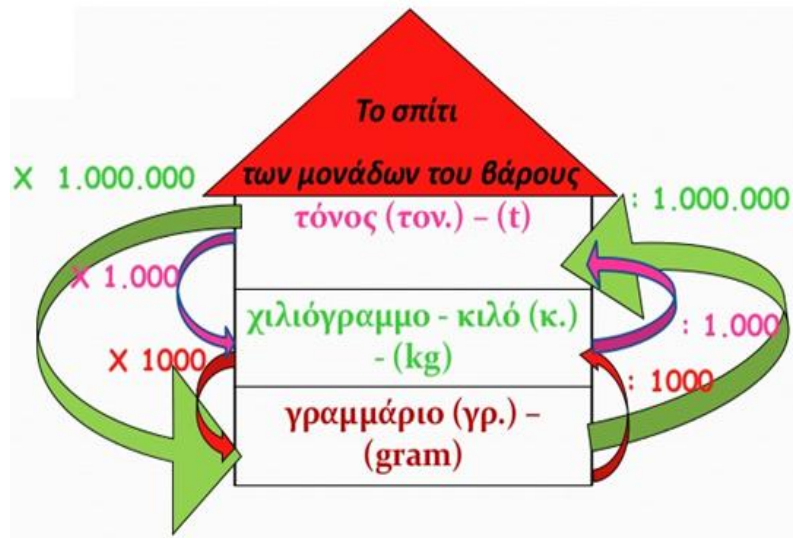 Το σπίτι
των μονάδων του βάρους
X 1.000.000
: 1.000.000
τόνος (τον.) – (t)
X 1.000
χιλιόγραμμο - κιλό (κ.)
- (kg)
: 1.000
X 1000
: 1000
γραμμάριο (γρ.) –
(gram)